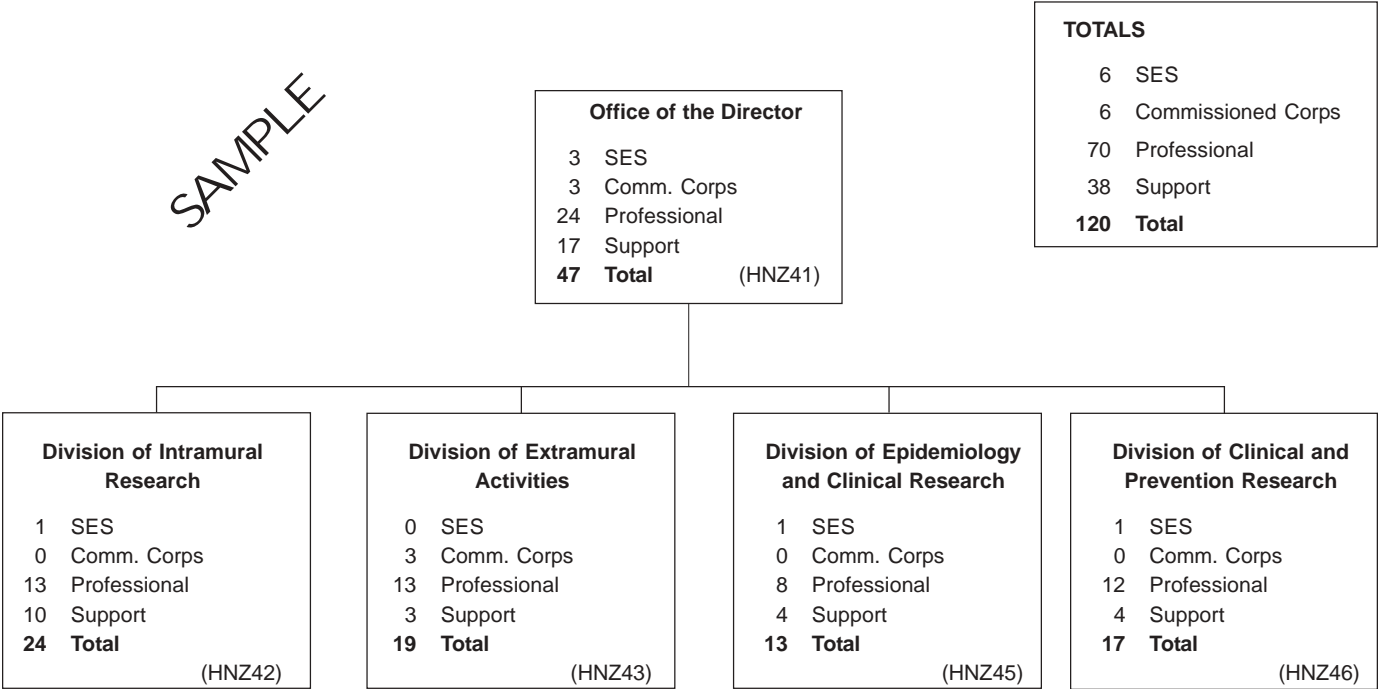 SAMPLE
TOTALS
6 SES
6 Commissioned Corps
70 Professional
38 Support
120 Total
Office of the Director
3 SES
3 Comm. Corps
24 Professional
17 Support
47 Total (HNZ41)
Division of Intramural
Research
1 SES
0 Comm. Corps
13 Professional
10 Support
24 Total
(HNZ42)
Division of Extramural
Activities
0 SES
3 Comm. Corps
13 Professional
3 Support
19 Total
(HNZ43)
Division of Epidemiology
and Clinical Research
1 SES
0 Comm. Corps
8 Professional
4 Support
13 Total
(HNZ45)
Division of Clinical and
Prevention Research
1 SES
0 Comm. Corps
12 Professional
4 Support
17 Total
(HNZ46)